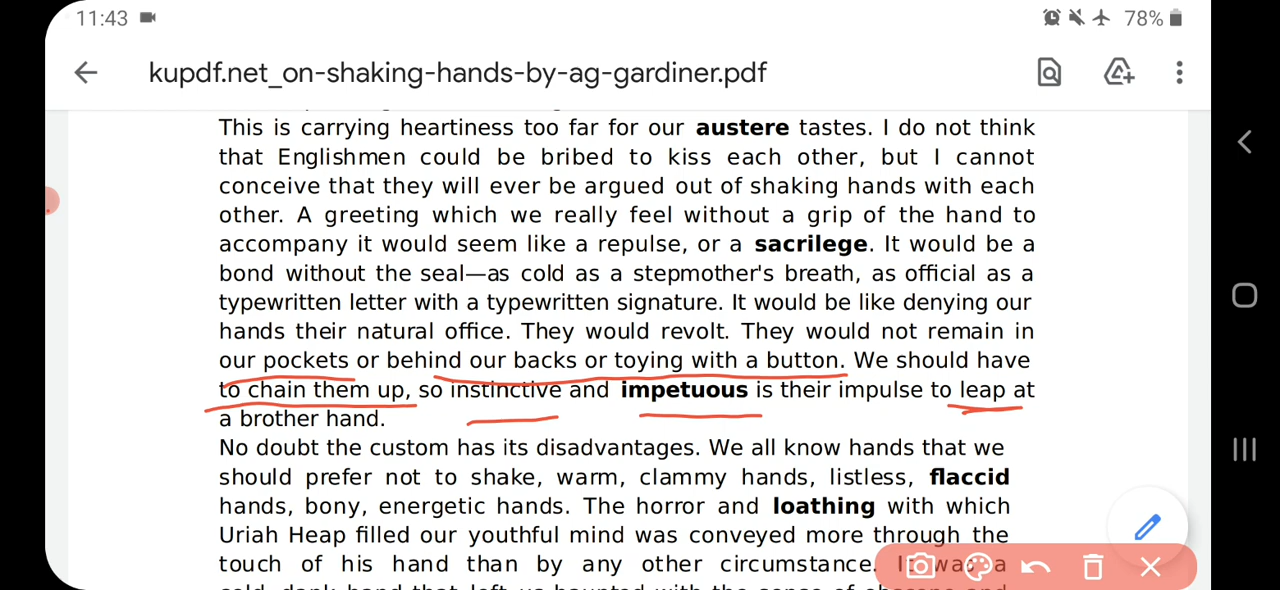 11:43 78%
kupdf.net_on-shaking-hands-by-ag-gardiner.pdf
This is carrying heartiness too far for our austere tastes. I do not think
that Englishmen could be bribed to kiss each other, but I cannot
conceive that they will ever be argued out of shaking hands with each
other. A greeting which we really feel without a grip of the hand to
accompany it would seem like a repulse, or a sacrilege. It would be a
bond without the seal—as cold as a stepmother's breath, as official as a
typewritten letter with a typewritten signature. It would be like denying our
hands their natural office. They would revolt. They would not remain in
our pockets or behind our backs or toying with a button. We should have
to chain them up, so instinctive and impetuous is their impulse to leap at
a brother hand.
No doubt the custom has its disadvantages. We all know hands that we
should prefer not to shake, warm, clammy hands, listless, flaccid
hands, bony, energetic hands. The horror and loathing with which
Uriah Heap filled our youthful mind was conveyed more through the
touch of his hand than by any other circumstance. It was a